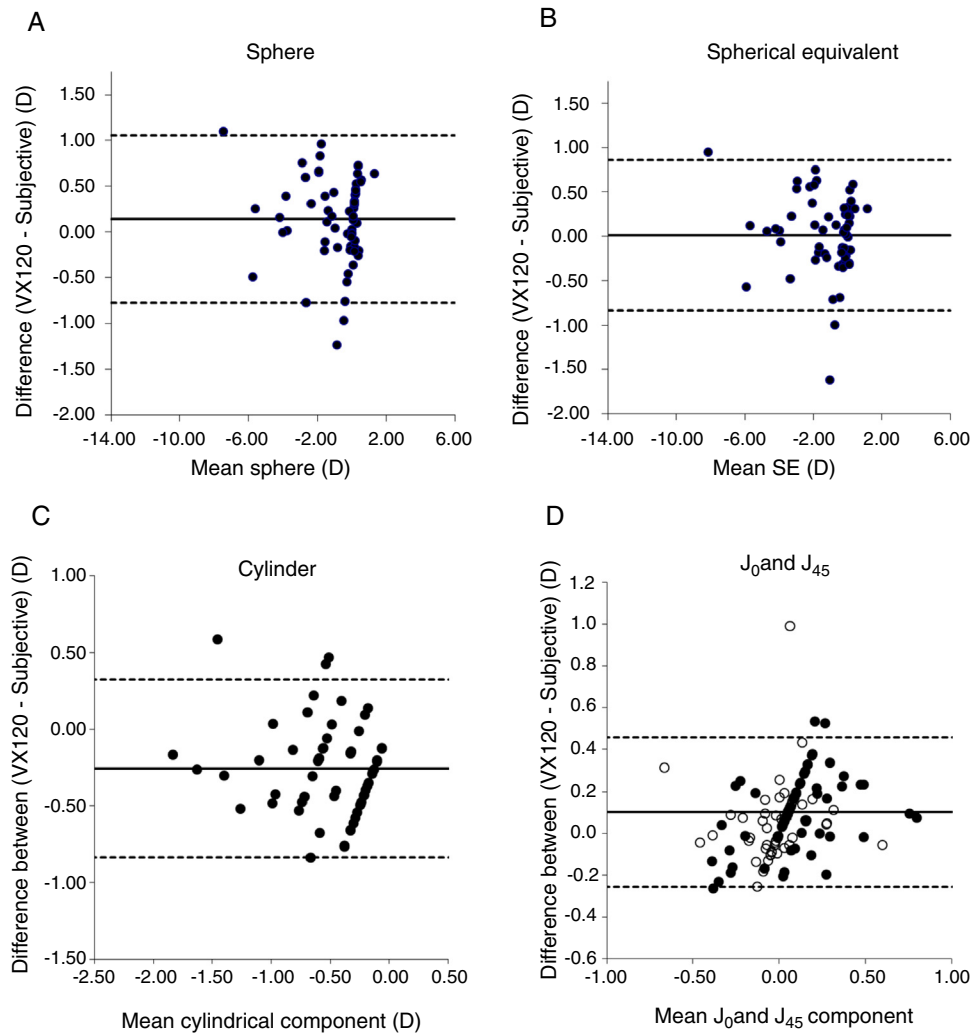 A
Sphere
Difference (VX120 - Subjective) (D)
1.50
1.00
0.50
0.00
-0.50
-1.00
-1.50
-2.00
-14.00 -10.00 -6.00 -2.00 2.00 6.00
Mean sphere (D)
B
Spherical equivalent
Difference (VX120 - Subjective) (D)
1.50
1.00
0.50
0.00
-0.50
-1.00
-1.50
-2.00
-14.00 -10.00 -6.00 -2.00 2.00 6.00
Mean SE (D)
C
Cylinder
Difference between (VX120 - Subjective) (D)
1.00
0.50
0.00
-0.50
-1.00
-1.50
-2.50 -2.00 -1.50 -1.00 -0.50 0.00 0.50
Mean cylindrical component (D)
D
J0and J45
Difference between (VX120 - Subjective) (D)
1.2
1.0
0.8
0.6
0.4
0.2
0.0
-0.2
-0.4
-0.6
-1.00 -0.50 0.00 0.50 1.00
Mean J0and J45 component